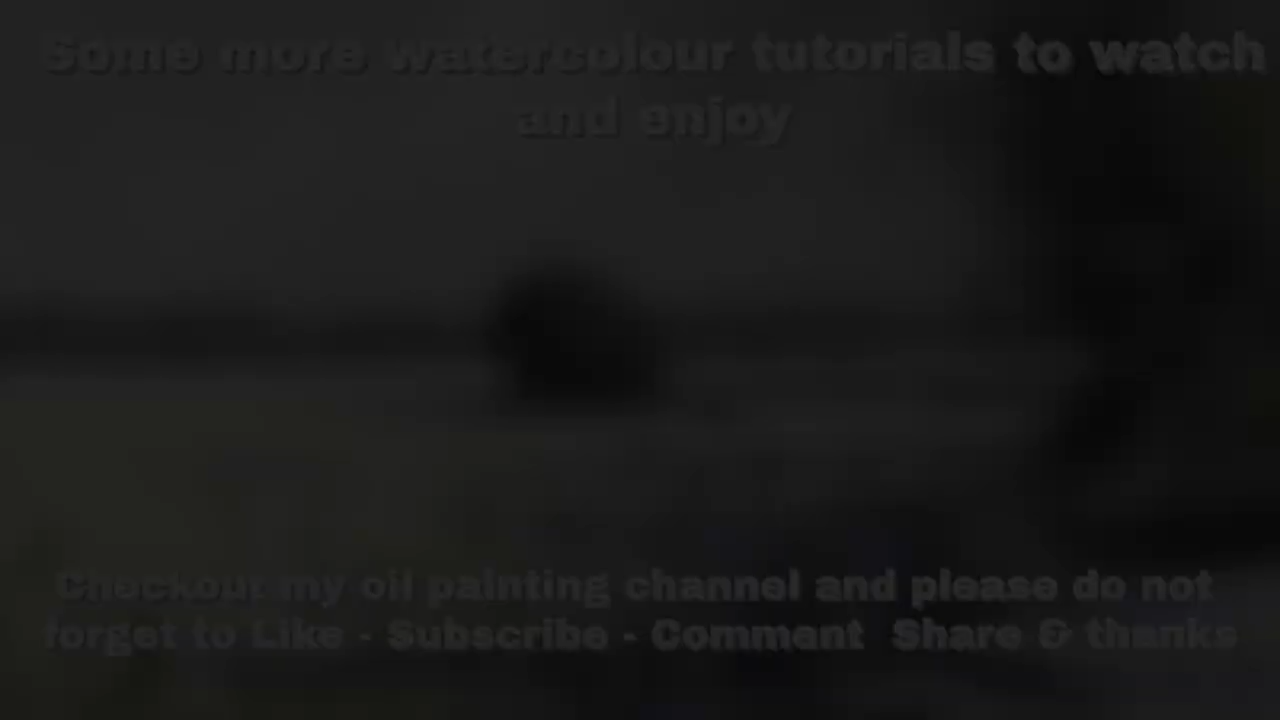 Some more watercolour tutorials to watch
and enjoy
Checkout my oil painting channel and please do not
forget to Like - Subscribe - Comment Share & thanks